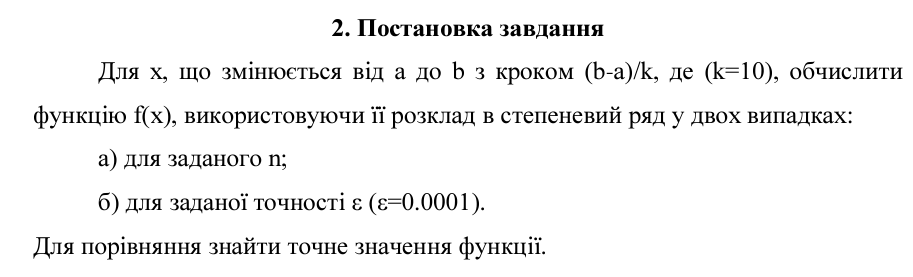 2. Постановка завдання
Для x, що змінюється від a до b з кроком (b-a)/k, де (k=10), обчислити
функцію f(x), використовуючи її розклад в степеневий ряд у двох випадках:
а) для заданого n;
б) для заданої точності ε (ε=0.0001).
Для порівняння знайти точне значення функції.